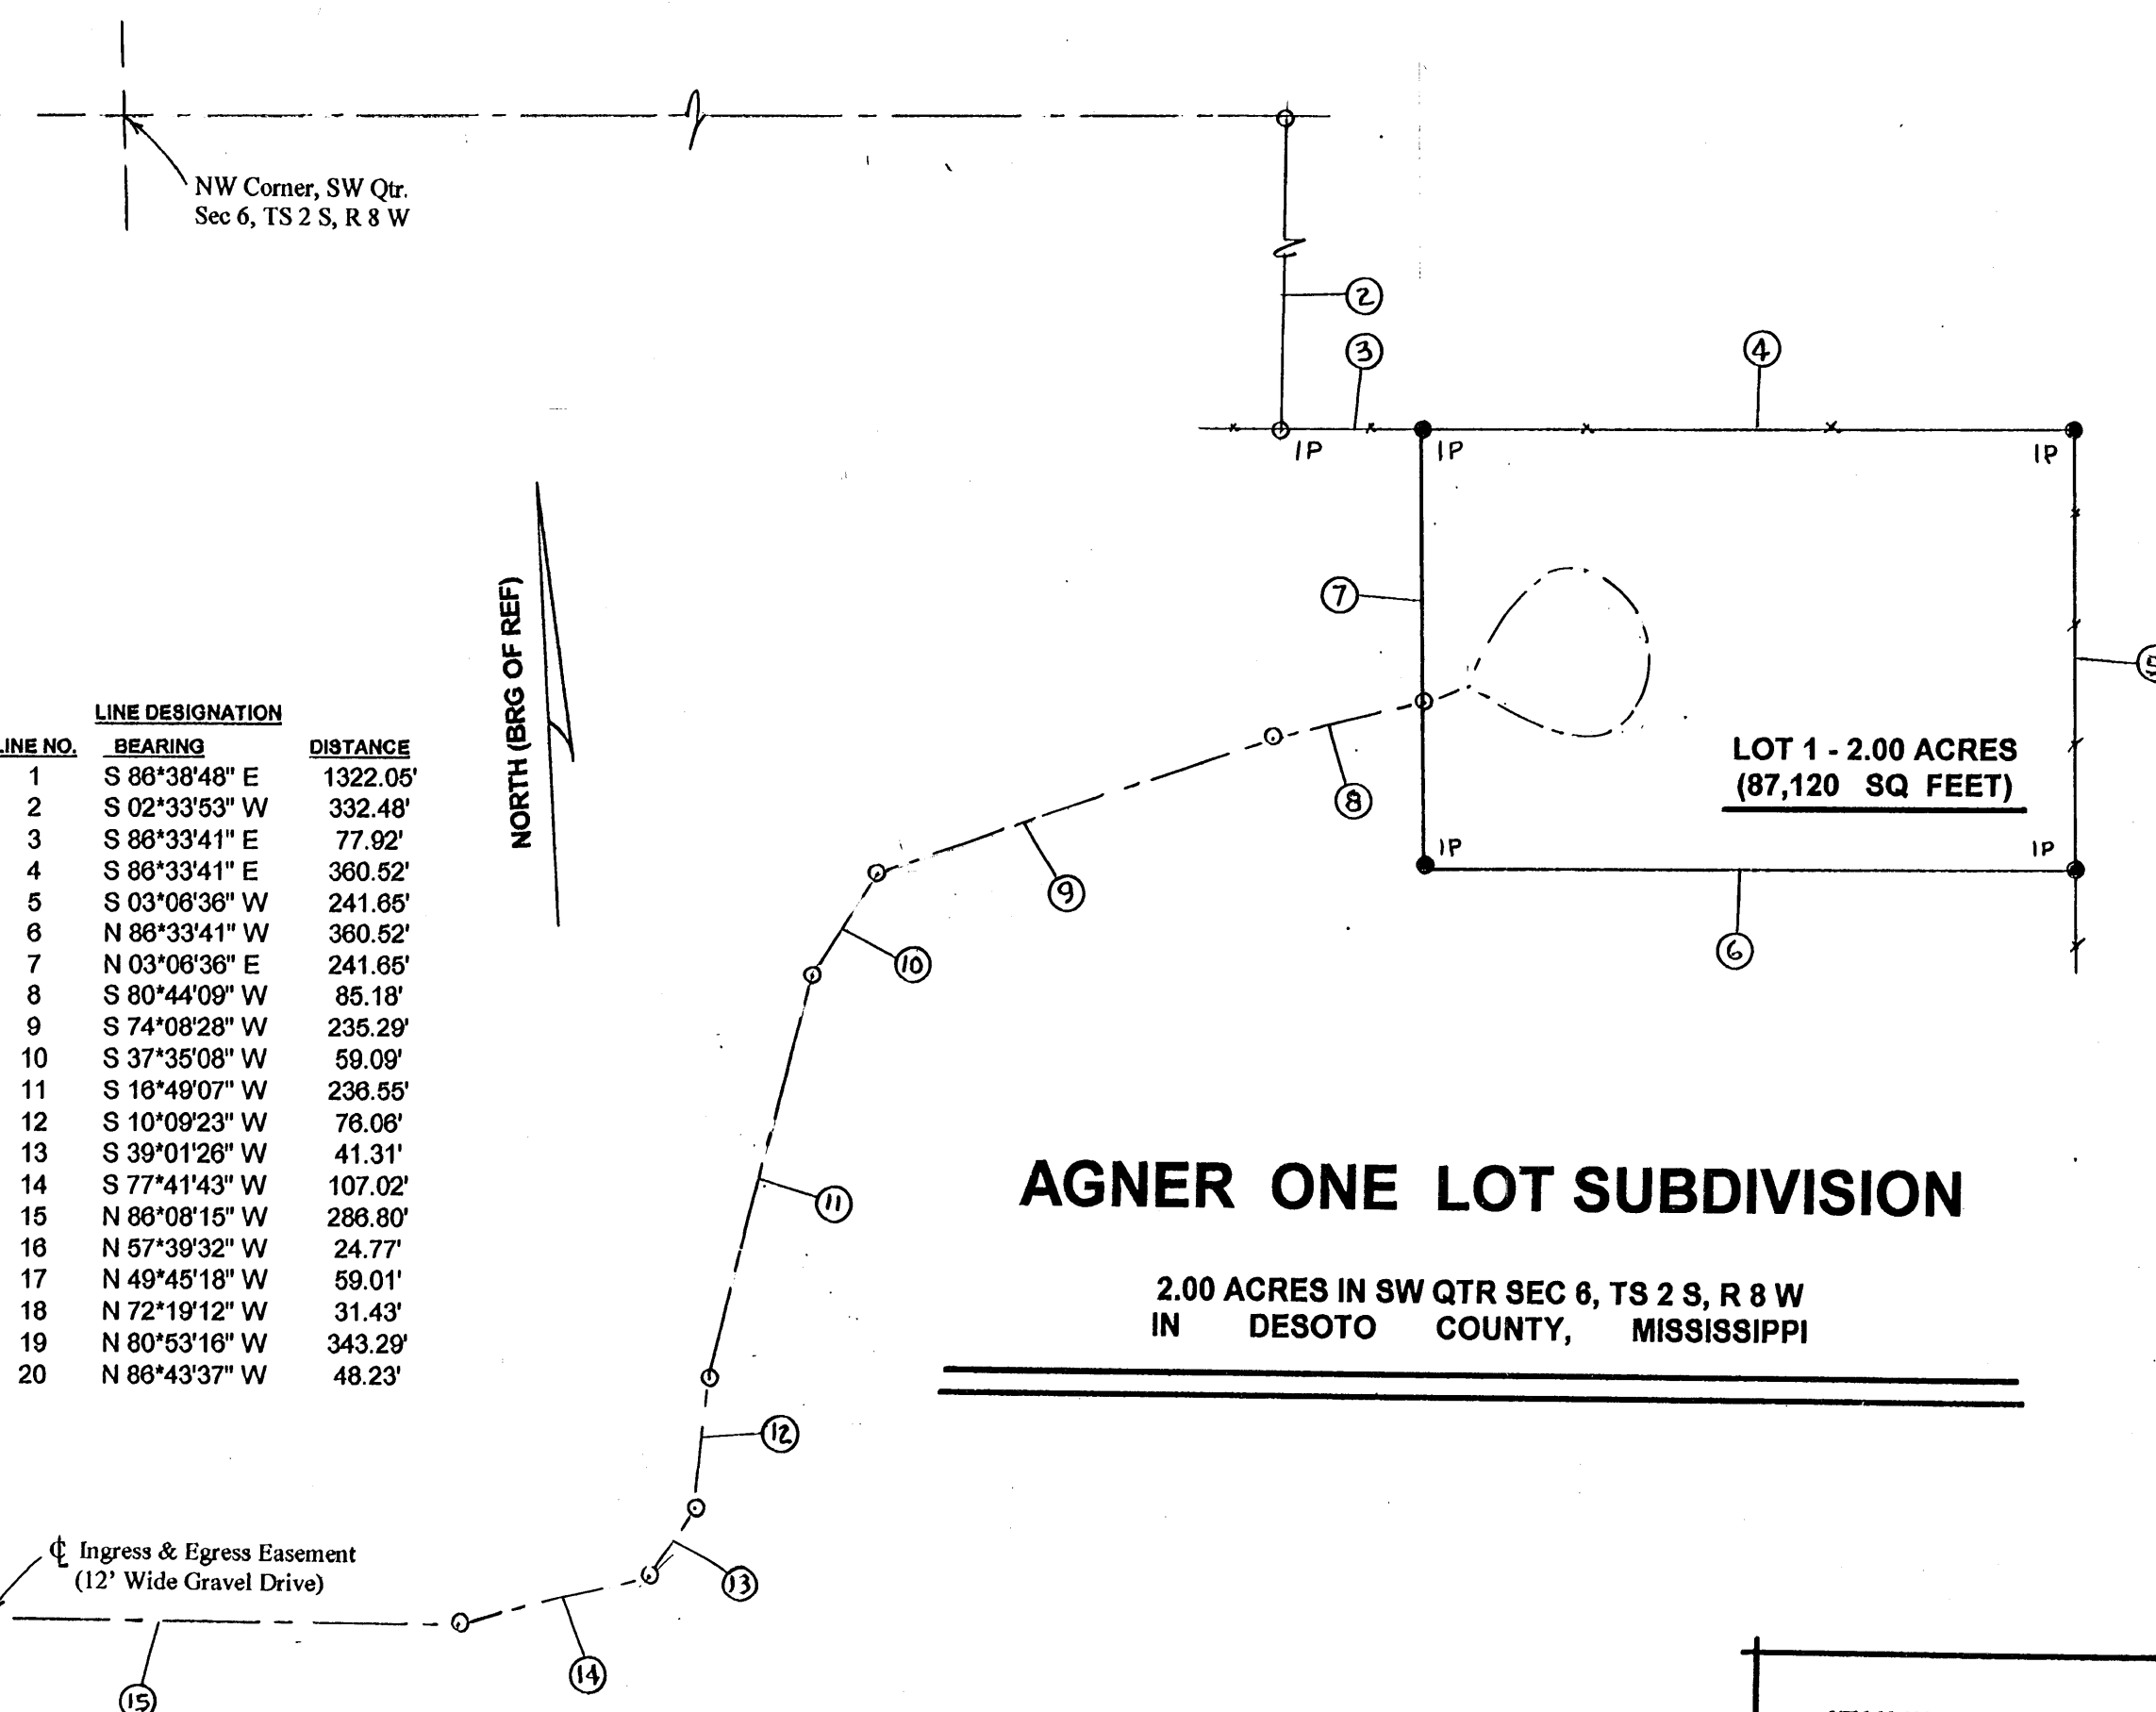 NW Corner, SW Qtr.
Sec 6, TS 2 S, R 8 W
2
3
4
IP
IP
IP
NORTH (BRG OF REF)
7
5
LOT 1 - 2.00 ACRES
(87,120 SQ FEET)
8
IP
IP
9
6
10
LINE DESIGNATION
LINE NO. BEARING DISTANCE
1 S 86*38'48" E 1322.05'
2 S 02*33'53" W 332.48'
3 S 86*33'41" E 77.92'
4 S 86*33'41" E 360.52'
5 S 03*06'36" W 241.65'
6 N 86*33'41" W 360.52'
7 N 03*06'36" E 241.65'
8 S 80*44'09" W 85.18'
9 S 74*08'28" W 235.29'
10 S 37*35'08" W 59.09'
11 S 16*49'07" W 236.55'
12 S 10*09'23" W 76.06'
13 S 39*01'26" W 41.31'
14 S 77*41'43" W 107.02'
15 N 86*08'15" W 286.80'
16 N 57*39'32" W 24.77'
17 N 49*45'18" W 59.01'
18 N 72*19'12" W 31.43'
19 N 80*53'16" W 343.29'
20 N 86*43'37" W 48.23'
11
AGNER ONE LOT SUBDIVISION
2.00 ACRES IN SW QTR SEC 6, TS 2 S, R 8 W
IN DESOTO COUNTY, MISSISSIPPI
12
℄ Ingress & Egress Easement
(12' Wide Gravel Drive)
13
14
15